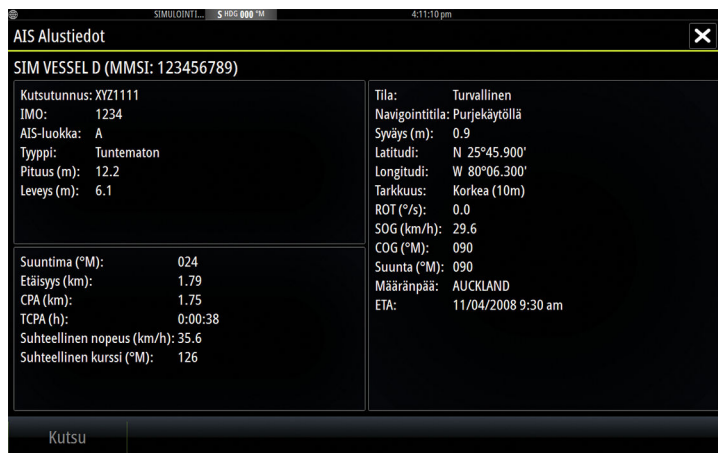 SIMULOINTI... S HDG 000 °M 4:11:10 pm
AIS Alustiedot
SIM VESSEL D (MMSI: 123456789)
Kutsutunnus: XYZ1111
IMO: 1234
AIS-luokka: A
Tyyppi: Tuntematon
Pituus (m): 12.2
Leveys (m): 6.1
Suuntima (°M): 024
Etäisyys (km): 1.79
CPA (km): 1.75
TCPA (h): 0:00:38
Suhteellinen nopeus (km/h): 35.6
Suhteellinen kurssi (°M): 126
Tila: Turvallinen
Navigointitila: Purjekäytöllä
Syväys (m): 0.9
Latitudi: N 25°45.900'
Longitudi: W 80°06.300'
Tarkkuus: Korkea (10m)
ROT (°/s): 0.0
SOG (km/h): 29.6
COG (°M): 090
Suunta (°M): 090
Määränpää: AUCKLAND
ETA: 11/04/2008 9:30 am
Kutsu